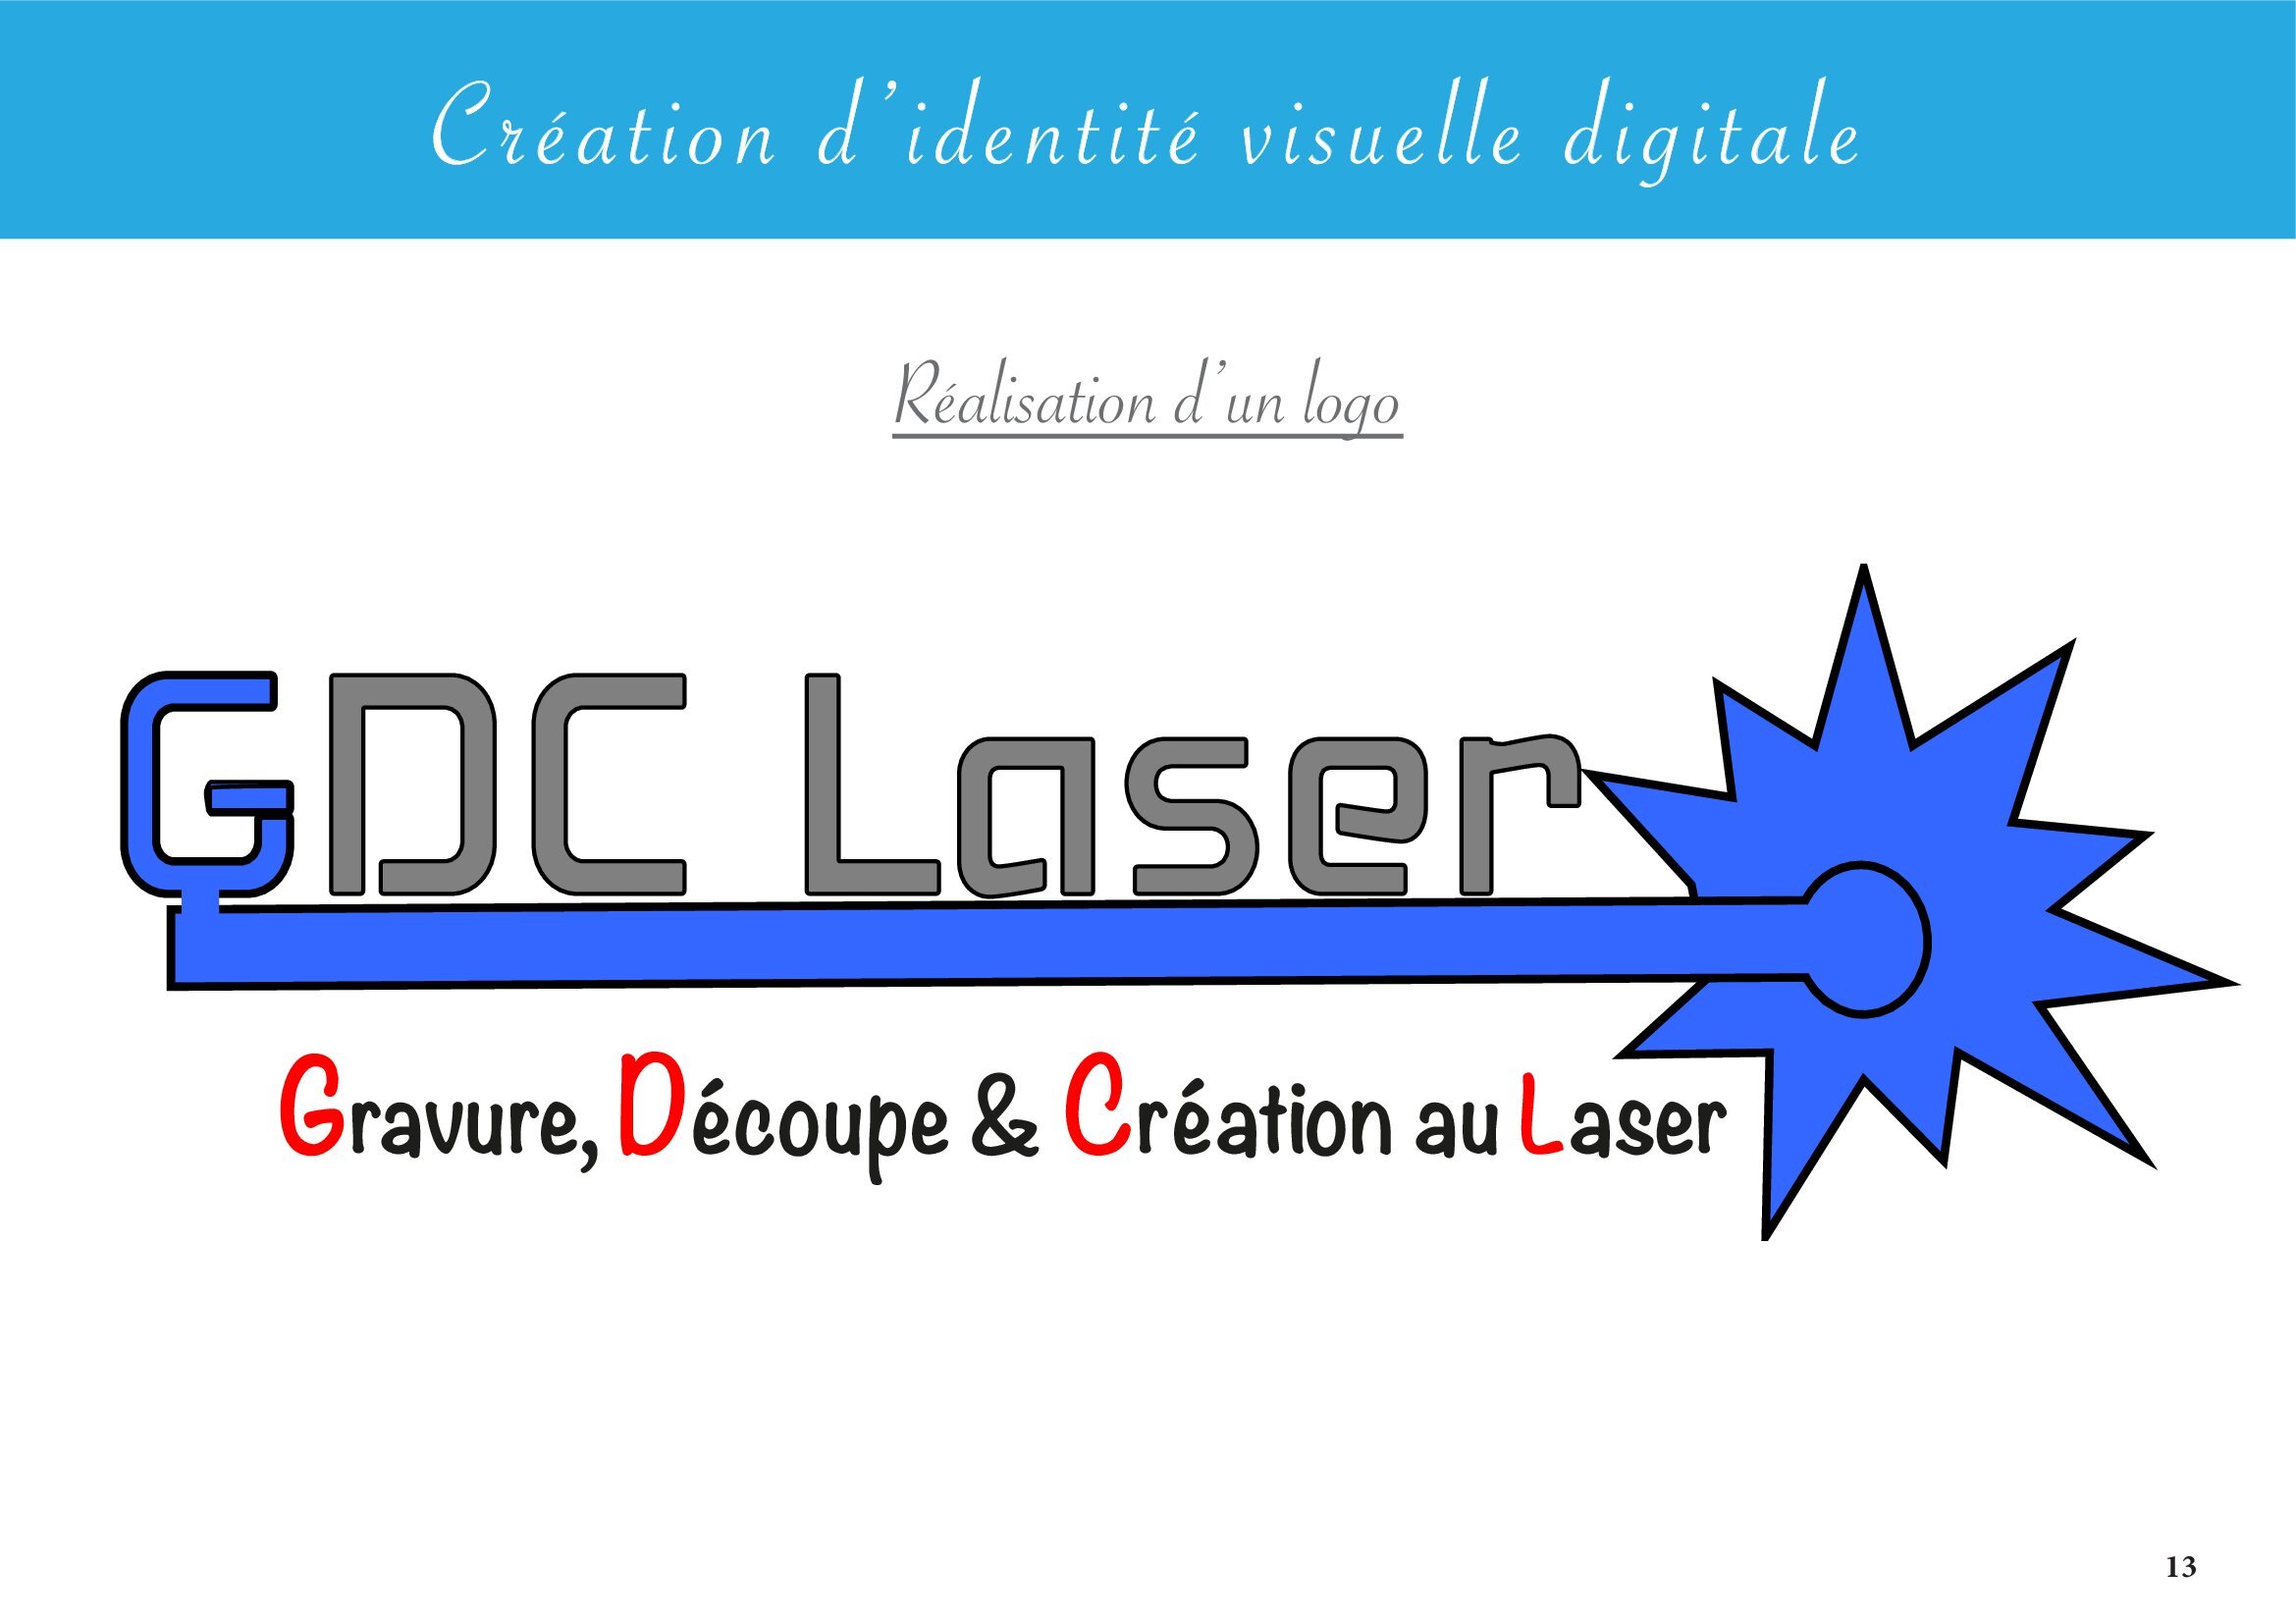 Création d'identité visuelle digitale
Réalisation d'un logo
GDC Laser
Gravure, Découpe & Création au Laser
13